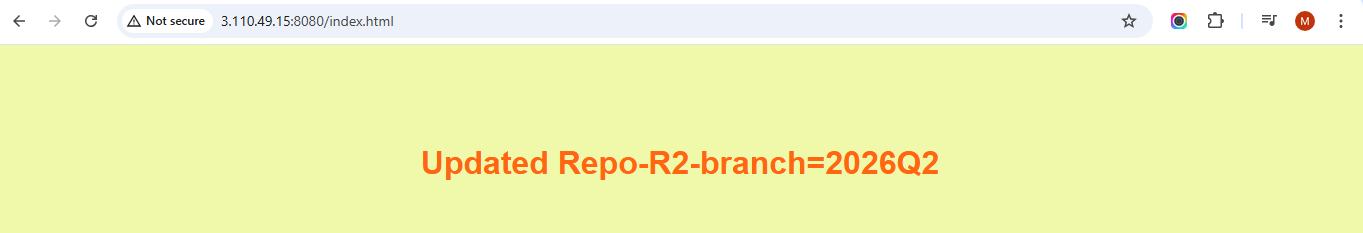 Not secure 3.110.49.15:8080/index.html M
Updated Repo-R2-branch=2026Q2